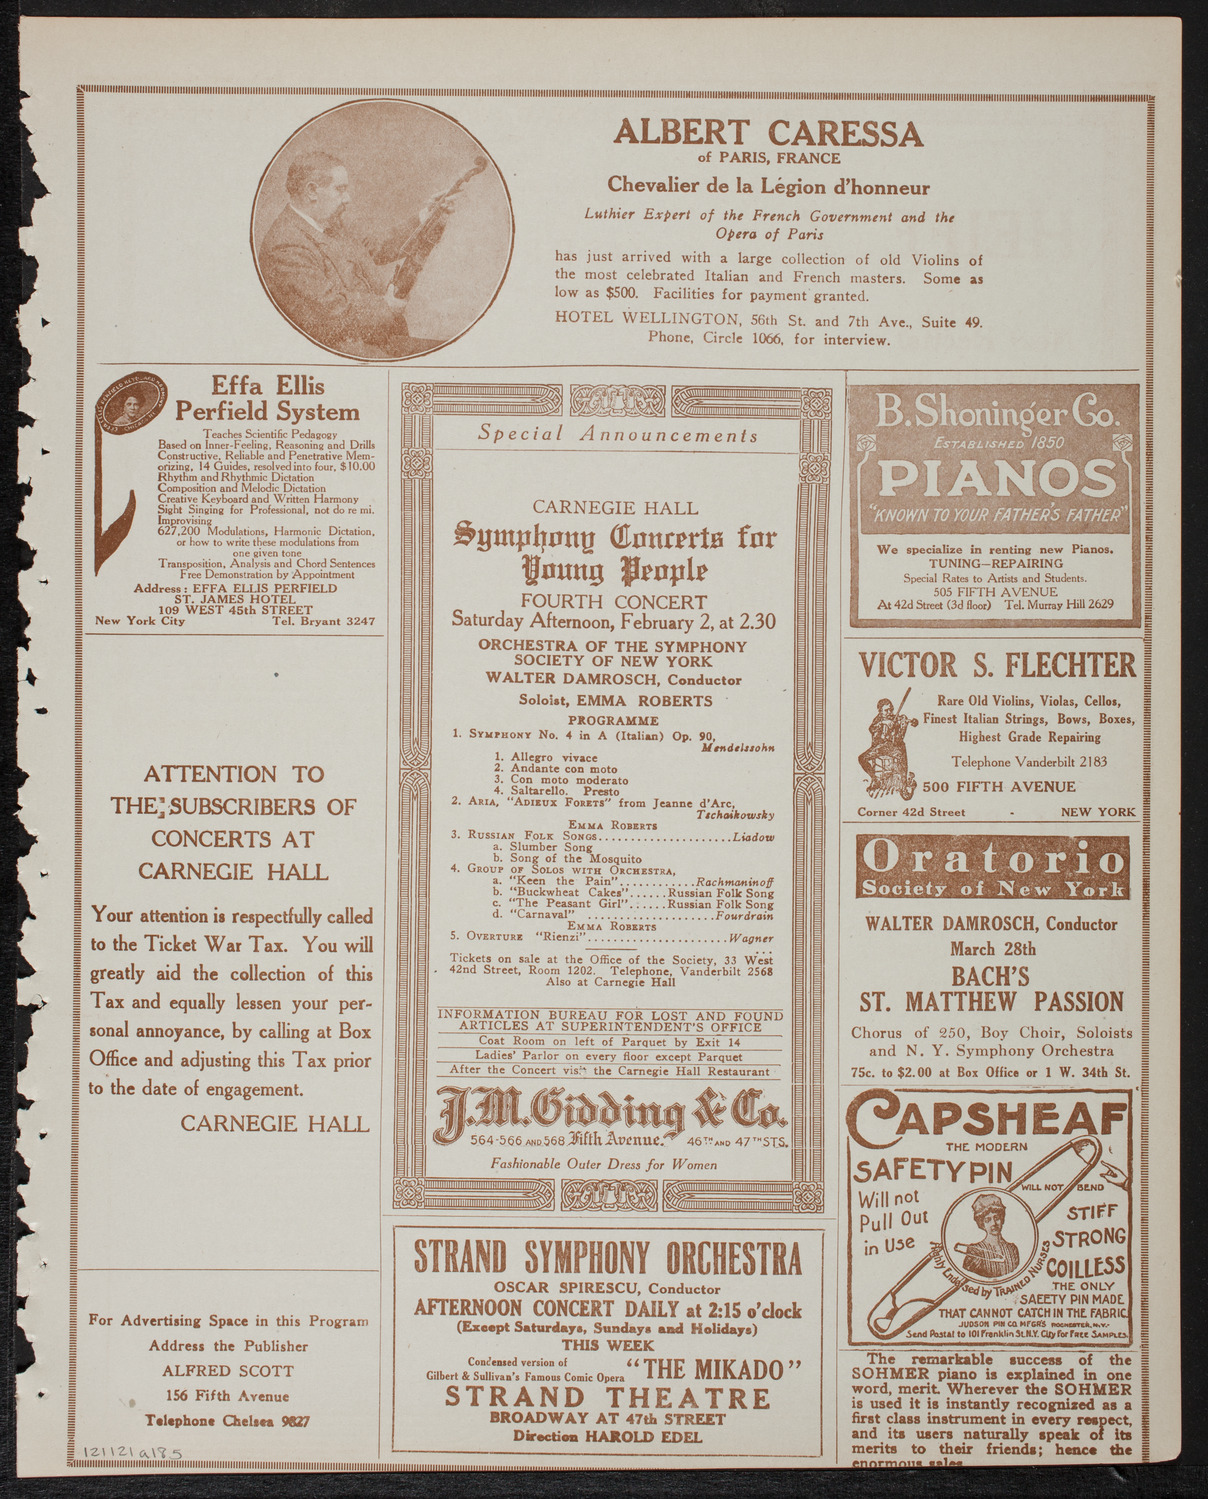 ALBERT CARESSA
of PARIS, FRANCE
Chevalier de la Légion d'honneur
Luthier Expert of the French Government and the
Opera of Paris
has just arrived with a large collection of old Violins of
the most celebrated Italian and French masters. Some as
low as $500. Facilities for payment granted.
HOTEL WELLINGTON, 56th St. and 7th Ave., Suite 49.
Phone, Circle 1066, for interview.
Effa Ellis
Perfield System
Teaches Scientific Pedagogy
Based on Inner-Feeling, Reasoning and Drills
Constructive, Reliable and Penetrative Mem-
orizing, 14 Guides, resolved into four, $10.00
Rhythm and Rhythmic Dictation
Composition and Melodic Dictation
Creative Keyboard and Written Harmony
Sight Singing for Professional, not do re mi.
Improvising
627,200 Modulations, Harmonic Dictation,
or how to write these modulations from
one given tone
Transposition, Analysis and Chord Sentences
Free Demonstration by Appointment
Address: EFFA ELLIS PERFIELD
ST. JAMES HOTEL
109 WEST 45th STREET
New York City Tel. Bryant 3247
ATTENTION TO
THE SUBSCRIBERS OF
CONCERTS AT
CARNEGIE HALL
Your attention is respectfully called
to the Ticket War Tax. You will
greatly aid the collection of this
Tax and equally lessen your per-
sonal annoyance, by calling at Box
Office and adjusting this Tax prior
to the date of engagement.
CARNEGIE HALL
For Advertising Space in this Program
Address the Publisher
ALFRED SCOTT
156 Fifth Avenue
Telephone Chelsea 9827
121121a185
Special Announcements
CARNEGIE HALL
Symphony Concerts for
Young People
FOURTH CONCERT
Saturday Afternoon, February 2, at 2.30
ORCHESTRA OF THE SYMPHONY
SOCIETY OF NEW YORK
WALTER DAMROSCH, Conductor
Soloist, EMMA ROBERTS
PROGRAMME
1. SYMPHONY No. 4 in A (Italian) Op. 90,
Mendelssohn
1. Allegro vivace
2. Andante con moto
3. Con moto moderato
4. Saltarello. Presto
2. ARIA, "ADIEUX FORETS" from Jeanne d'Arc,
Tschaikowsky
EMMA ROBERTS
3. RUSSIAN FOLK SONGS.....................Liadow
a. Slumber Song
b. Song of the Mosquito
4. GROUP OF SOLOS WITH ORCHESTRA,
a. "Keen the Pain"............Rachmaninoff
b. "Buckwheat Cakes"......Russian Folk Song
c. "The Peasant Girl"......Russian Folk Song
d. "Carnaval" ....................Fourdrain
EMMA ROBERTS
5. OVERTURE "Rienzi"......................Wagner
Tickets on sale at the Office of the Society, 33 West
42nd Street, Room 1202. Telephone, Vanderbilt 2568
Also at Carnegie Hall
INFORMATION BUREAU FOR LOST AND FOUND
ARTICLES AT SUPERINTENDENT'S OFFICE
Coat Room on left of Parquet by Exit 14
Ladies' Parlor on every floor except Parquet
After the Concert visit the Carnegie Hall Restaurant
J.M. Gidding & Co.
564-566 AND 568 Fifth Avenue. 46TH AND 47TH STS.
Fashionable Outer Dress for Women
STRAND SYMPHONY ORCHESTRA
OSCAR SPIRESCU, Conductor
AFTERNOON CONCERT DAILY at 2:15 o'clock
(Except Saturdays, Sundays and Holidays)
THIS WEEK
Condensed version of
Gilbert & Sullivan's Famous Comic Opera "THE MIKADO"
STRAND THEATRE
BROADWAY AT 47th STREET
Direction HAROLD EDEL
B. Shoninger Co.
ESTABLISHED 1850
PIANOS
"KNOWN TO YOUR FATHER'S FATHER"
We specialize in renting new Pianos.
TUNING—REPAIRING
Special Rates to Artists and Students.
505 FIFTH AVENUE
At 42d Street (3d floor) Tel. Murray Hill 2629
VICTOR S. FLECHTER
Rare Old Violins, Violas, Cellos,
Finest Italian Strings, Bows, Boxes,
Highest Grade Repairing
Telephone Vanderbilt 2183
500 FIFTH AVENUE
Corner 42d Street - NEW YORK
Oratorio
Society of New York
WALTER DAMROSCH, Conductor
March 28th
BACH'S
ST. MATTHEW PASSION
Chorus of 250, Boy Choir, Soloists
and N. Y. Symphony Orchestra
75c. to $2.00 at Box Office or 1 W. 34th St.
CAPSHEAF
THE MODERN
SAFETY PIN
WILL NOT BEND
Will not
Pull Out
in Use
STIFF
STRONG
COILLESS
Highly Endorsed by TRAINED NURSES
THE ONLY
SAFETY PIN MADE
THAT CANNOT CATCH IN THE FABRIC
JUDSON PIN CO. MFGRS ROCHESTER, N.Y.
Send Postal to 101 Franklin St. N.Y. City for FREE SAMPLES.
The remarkable success of the
SOHMER piano is explained in one
word, merit. Wherever the SOHMER
is used it is instantly recognized as a
first class instrument in every respect,
and its users naturally speak of its
merits to their friends; hence the
enormous sales